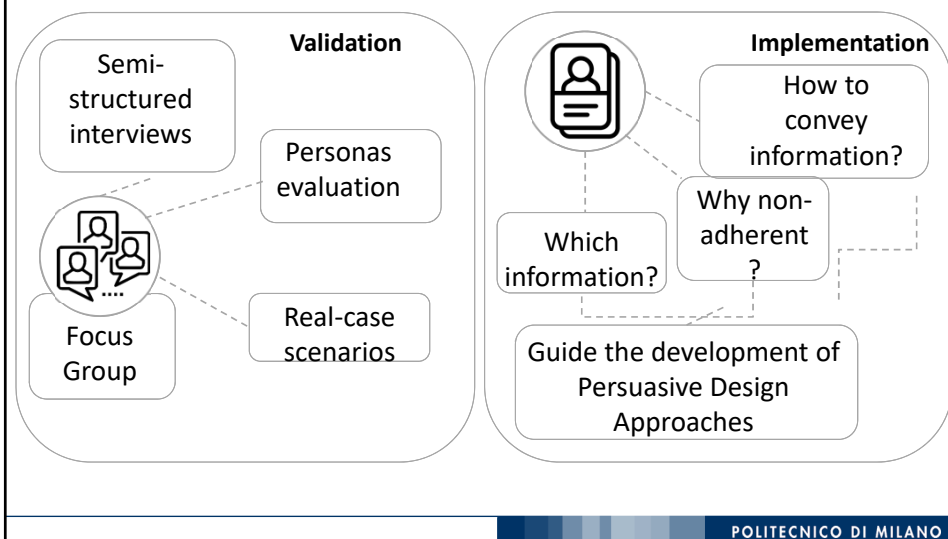 Validation
Semi-
structured
interviews
Personas
evaluation
....
Focus
Group
Real-case
scenarios
Implementation
How to
convey
information?
Why non-
adherent
?
Which
information?
Guide the development of
Persuasive Design
Approaches
POLITECNICO DI MILANO